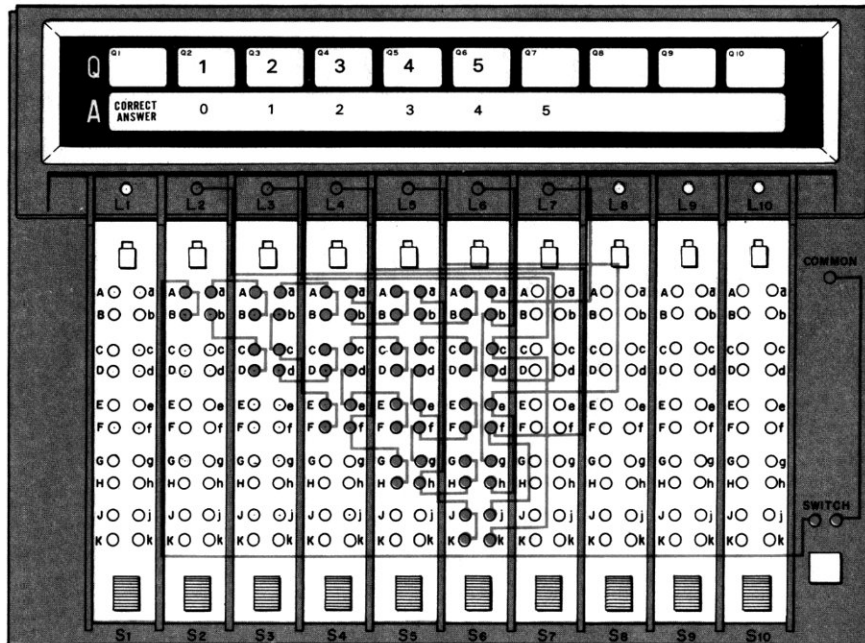 Q Q1 Q2 1 Q3 2 Q4 3 Q5 4 Q6 5 Q7 Q8 Q9 Q10
A CORRECT ANSWER 0 1 2 3 4 5
L1 L2 L3 L4 L5 L6 L7 L8 L9 L10
COMMON
A a A a A a A a A a A a A a A a A a A a
B b B b B b B b B b B b B b B b B b B b
C c C c C c C c C c C c C c C c C c C c
D d D d D d D d D d D d D d D d D d D d
E e E e E e E e E e E e E e E e E e E e
F f F f F f F f F f F f F f F f F f F f
G g G g G g G g G g G g G g G g G g G g
H h H h H h H h H h H h H h H h H h H h
SWITCH
J j J j J j J j J j J j J j J j J j J j
K k K k K k K k K k K k K k K k K k K k
S1 S2 S3 S4 S5 S6 S7 S8 S9 S10